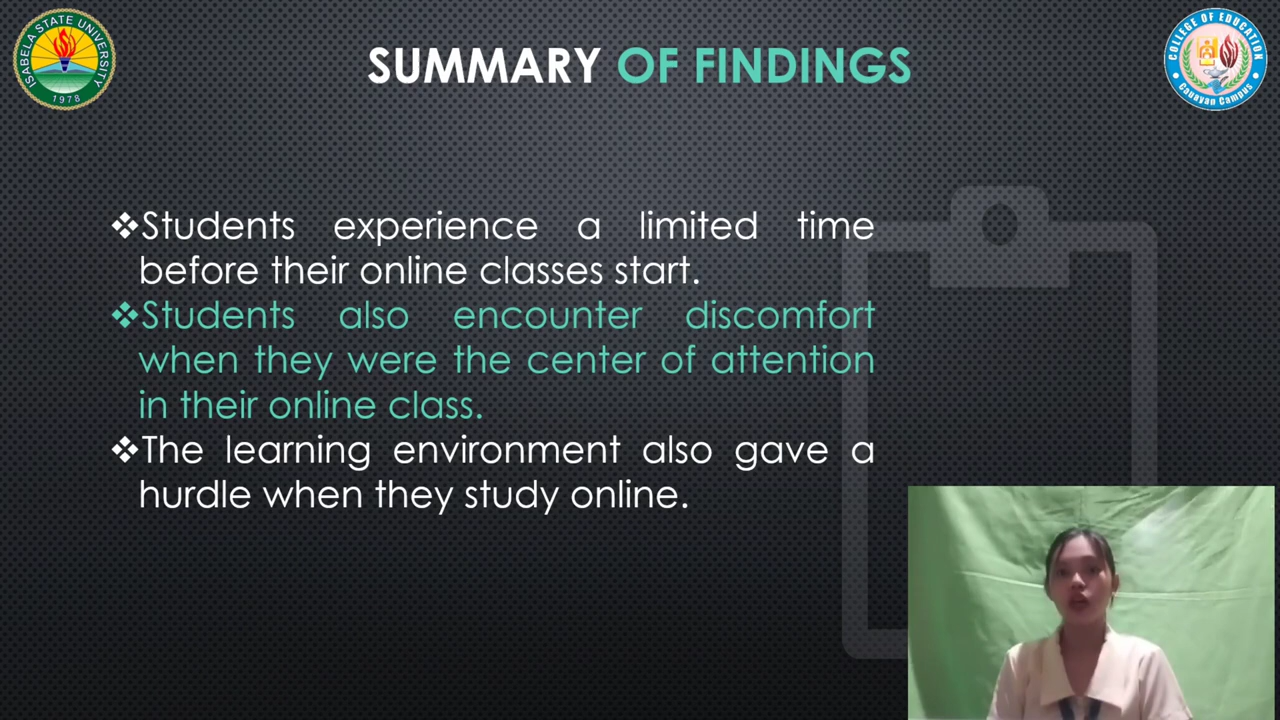 ISABELA STATE UNIVERSITY
1978
SUMMARY OF FINDINGS
COLLEGE OF EDUCATION
Cauayan Campus
❖Students experience a limited time
before their online classes start.
❖Students also encounter discomfort
when they were the center of attention
in their online class.
❖The learning environment also gave a
hurdle when they study online.